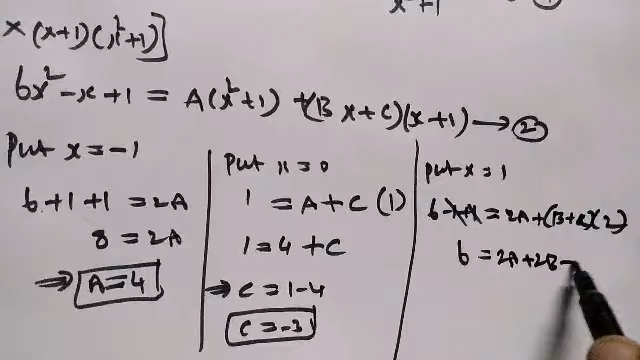 x²+1
× (x+1)(x²+1)]
6x² - x + 1 = A(x²+1) + (Bx+C)(x+1) → ②
Put x = -1
6+1+1 = 2A
8 = 2A
⇒ A = 4
Put x = 0
1 = A + C (1)
1 = 4 + C
⇒ C = 1-4
C = -3
Put x = 1
6 -1+1 = 2A + (B+C)(2)
6 = 2A + 2B